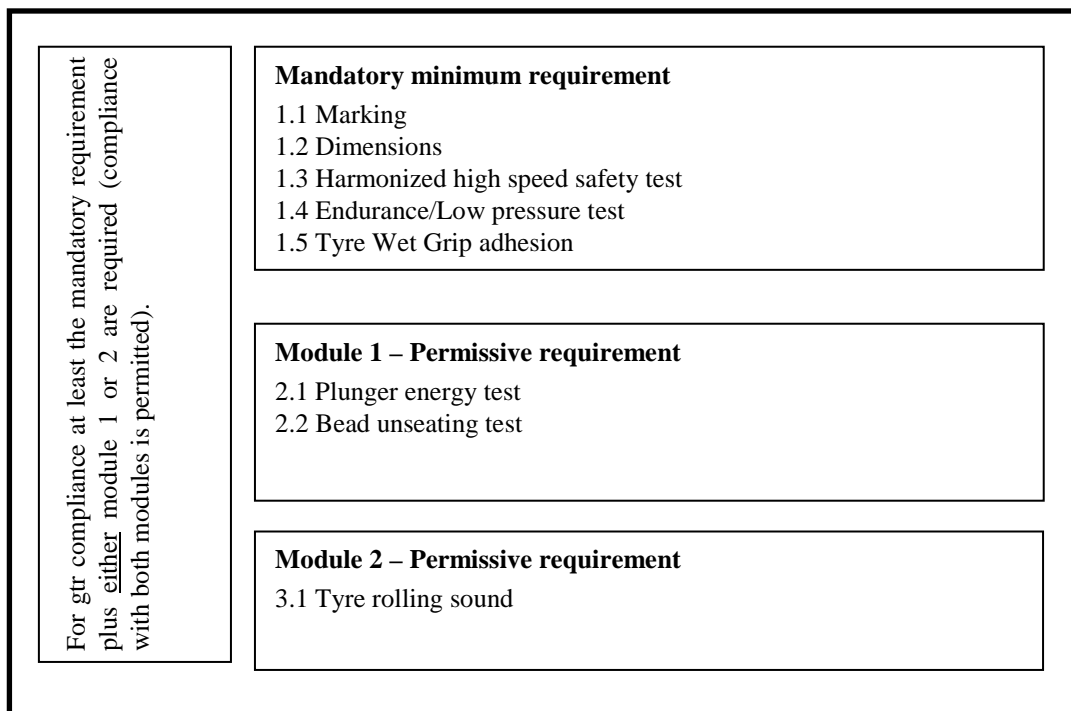 For gtr compliance at least the mandatory requirement
plus either module 1 or 2 are required (compliance
with both modules is permitted).
Mandatory minimum requirement
1.1 Marking
1.2 Dimensions
1.3 Harmonized high speed safety test
1.4 Endurance/Low pressure test
1.5 Tyre Wet Grip adhesion
Module 1 – Permissive requirement
2.1 Plunger energy test
2.2 Bead unseating test
Module 2 – Permissive requirement
3.1 Tyre rolling sound